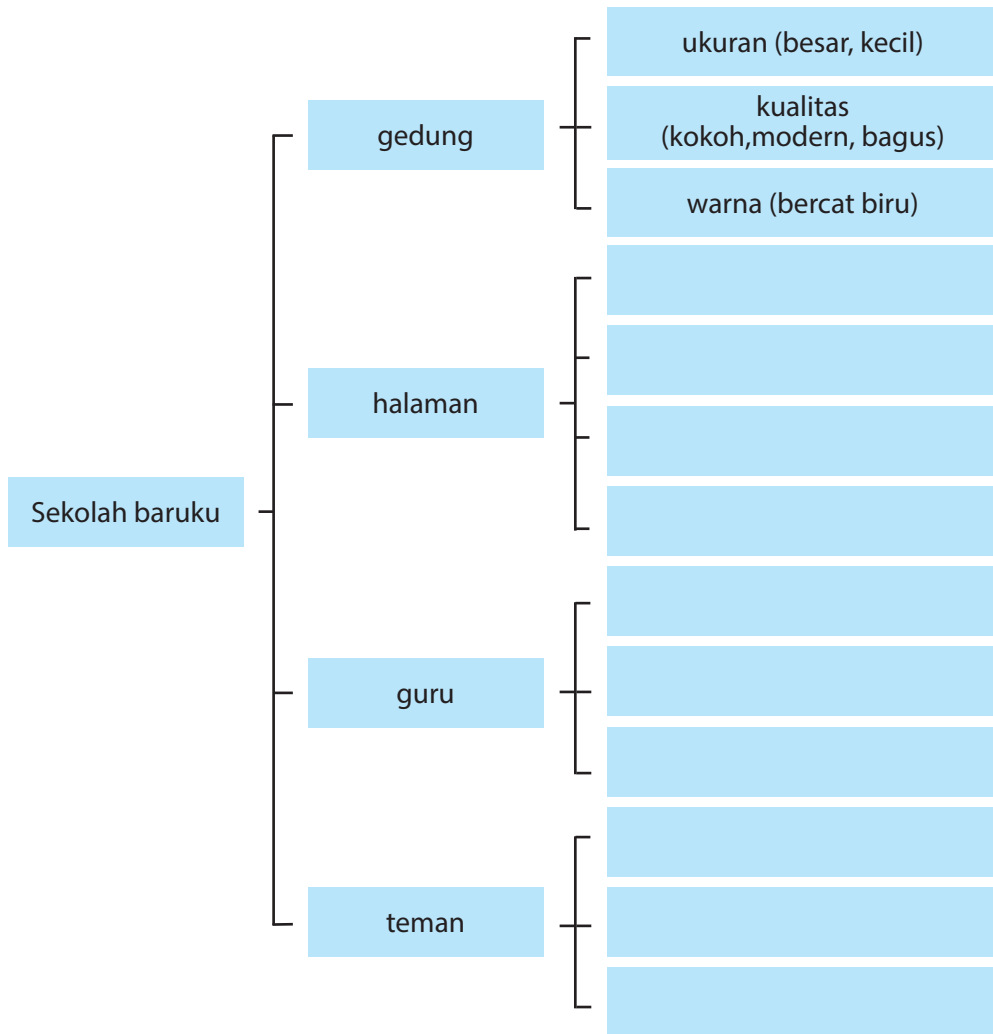 Sekolah baruku
gedung
ukuran (besar, kecil)
kualitas
(kokoh,modern, bagus)
warna (bercat biru)
halaman
guru
teman